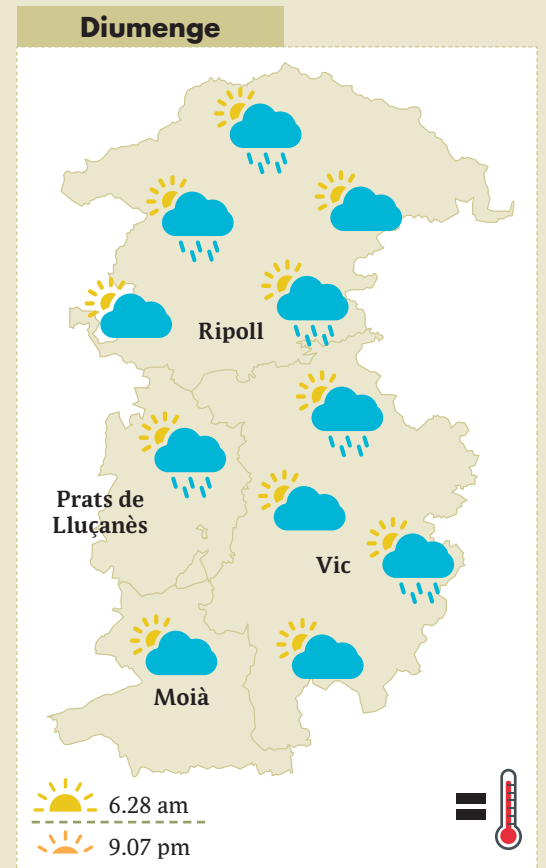 Diumenge
Ripoll
Prats de
Lluçanès
Vic
Moià
6.28 am
9.07 pm
=